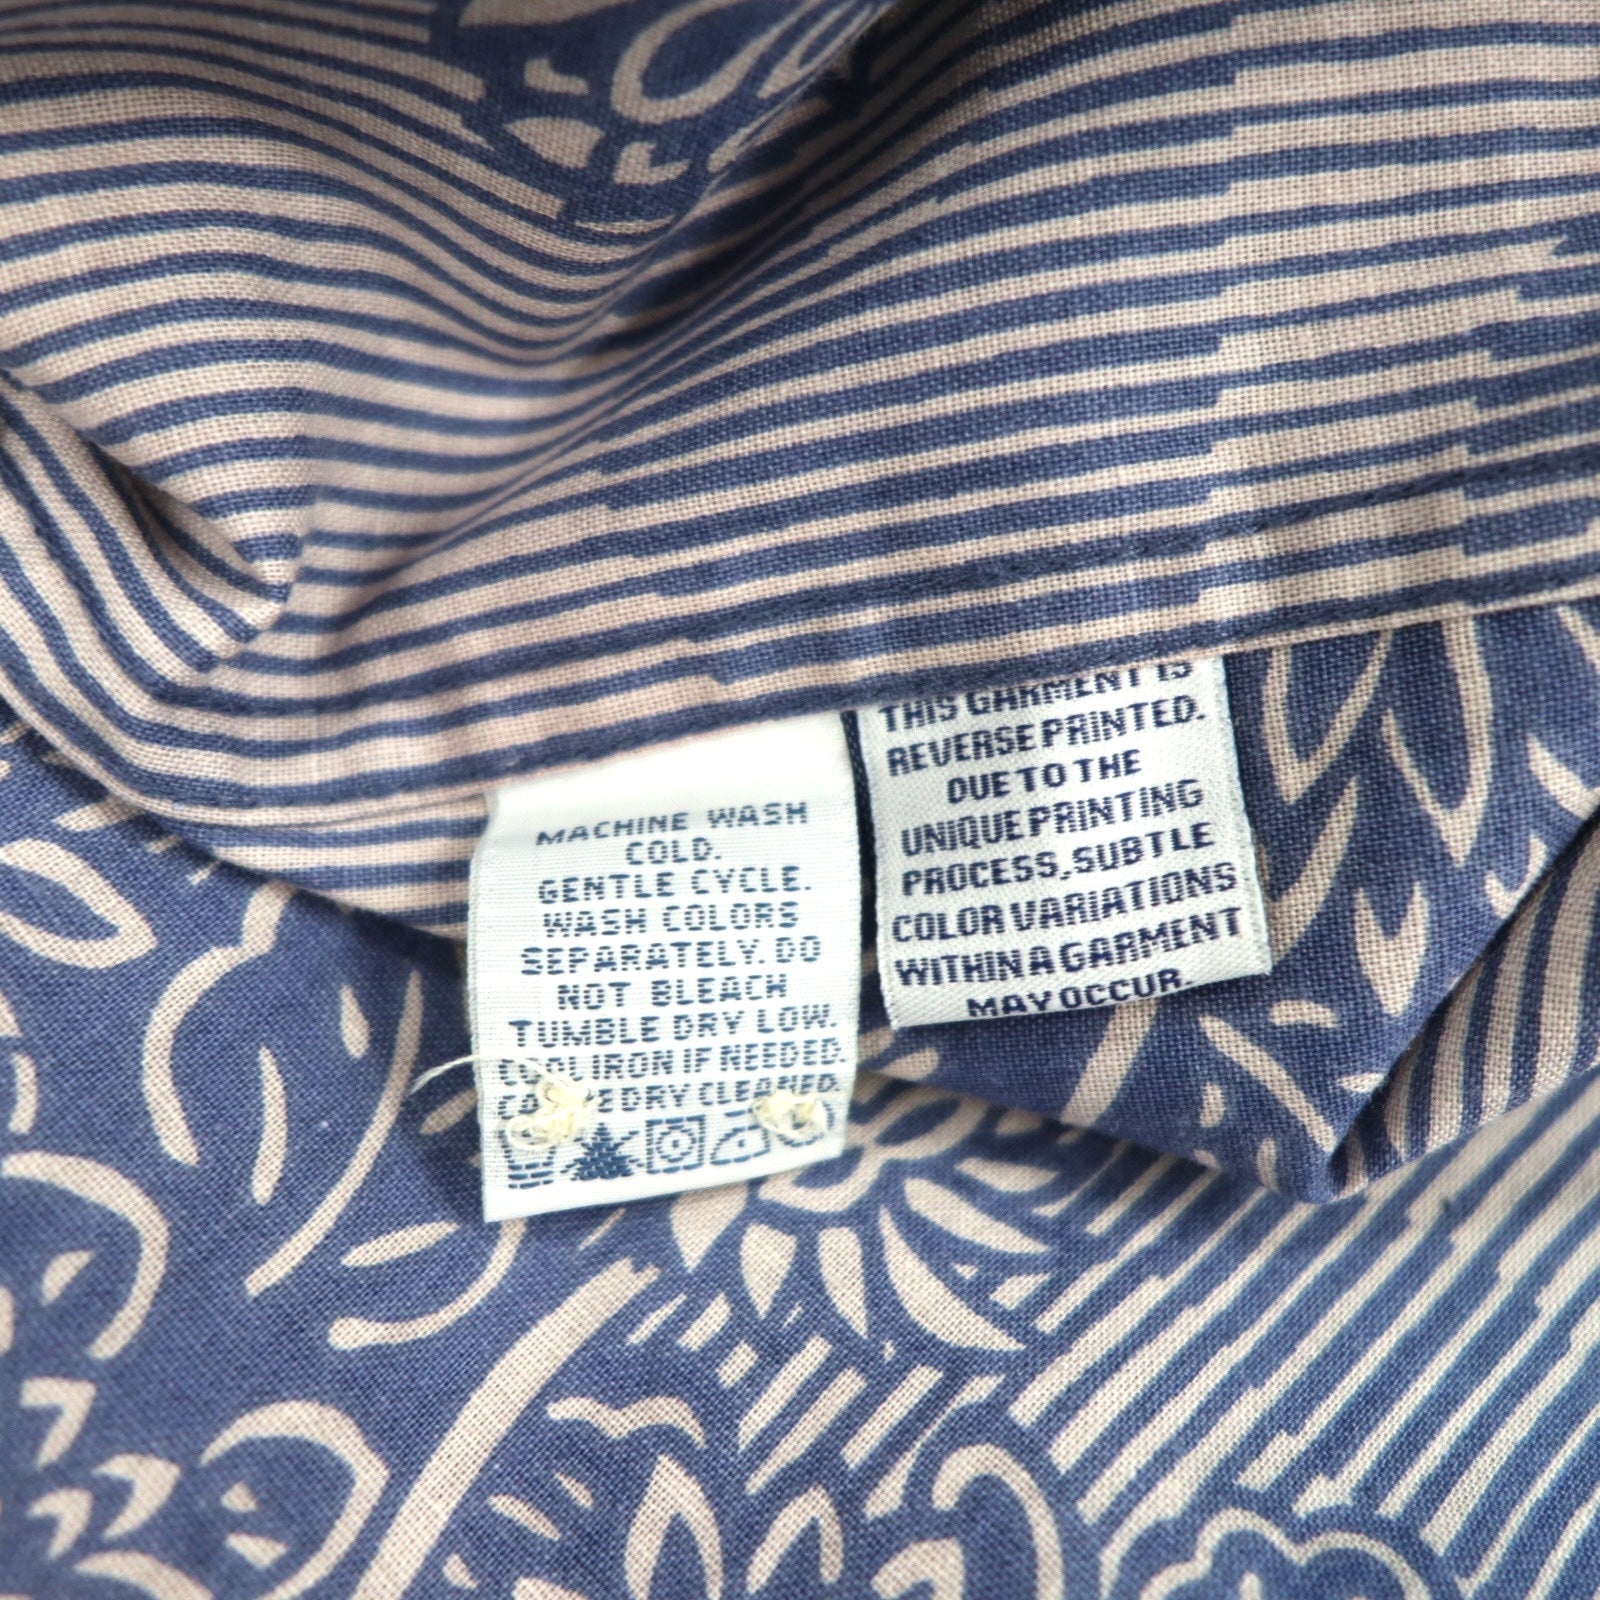 MACHINE WASH
COLD.
GENTLE CYCLE.
WASH COLORS
SEPARATELY. DO
NOT BLEACH
TUMBLE DRY LOW.
COOL IRON IF NEEDED.
DRY CLEANED.
THIS GARMENT IS
REVERSE PRINTED.
DUE TO THE
UNIQUE PRINTING
PROCESS, SUBTLE
COLOR VARIATIONS
WITHIN A GARMENT
MAY OCCUR.